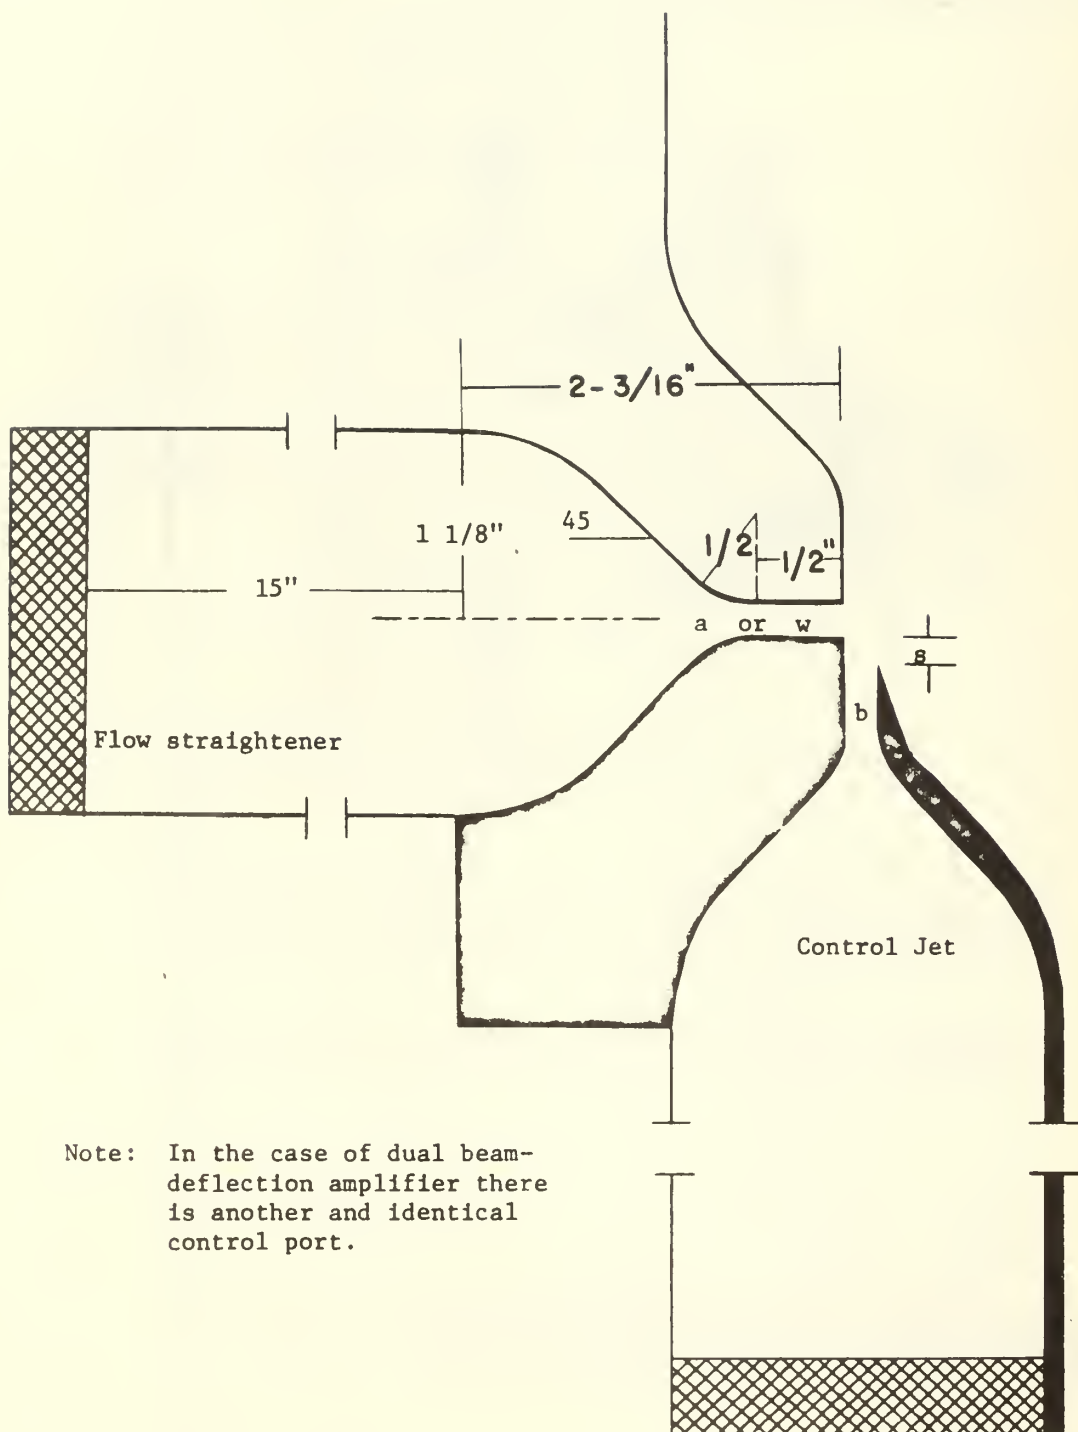 2-3/16"
1 1/8"
45
1/2
1/2"
15"
a or w
s
b
Flow straightener
Control Jet
Note: In the case of dual beam-
deflection amplifier there
is another and identical
control port.